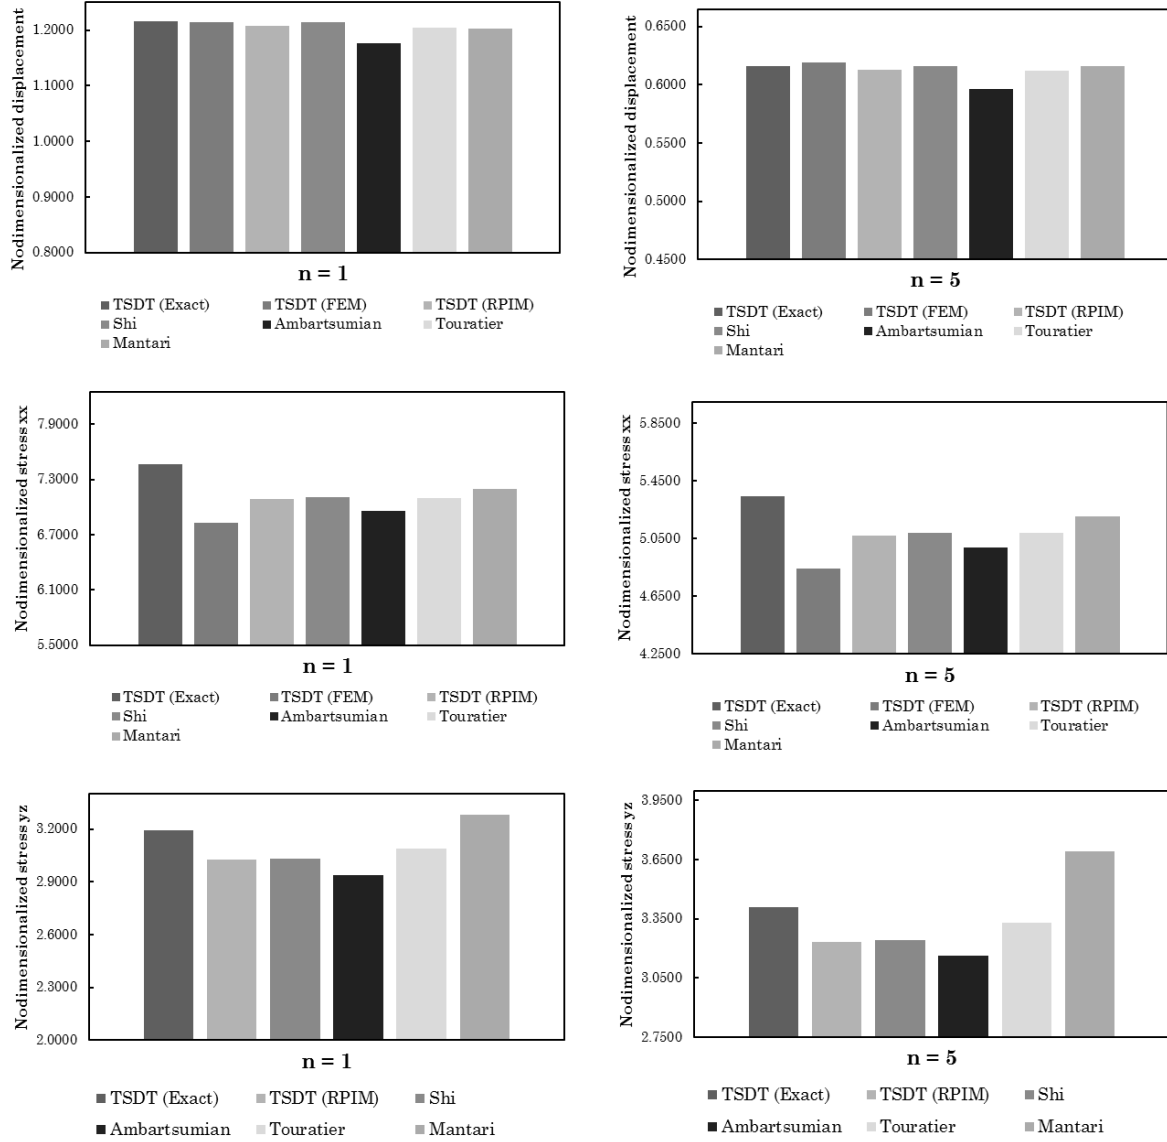 Nodimensionalized displacement
1.2000
1.1000
1.0000
0.9000
0.8000
n = 1
TSDT (Exact) TSDT (FEM) TSDT (RPIM)
Shi Ambartsumian Touratier
Mantari
Nodimensionalized displacement
0.6500
0.6000
0.5500
0.5000
0.4500
n = 5
TSDT (Exact) TSDT (FEM) TSDT (RPIM)
Shi Ambartsumian Touratier
Mantari
Nodimensionalized stress xx
7.9000
7.3000
6.7000
6.1000
5.5000
n = 1
TSDT (Exact) TSDT (FEM) TSDT (RPIM)
Shi Ambartsumian Touratier
Mantari
Nodimensionalized stress xx
5.8500
5.4500
5.0500
4.6500
4.2500
n = 5
TSDT (Exact) TSDT (FEM) TSDT (RPIM)
Shi Ambartsumian Touratier
Mantari
Nodimensionalized stress yz
3.2000
2.9000
2.6000
2.3000
2.0000
n = 1
TSDT (Exact) TSDT (RPIM) Shi
Ambartsumian Touratier Mantari
Nodimensionalized stress yz
3.9500
3.6500
3.3500
3.0500
2.7500
n = 5
TSDT (Exact) TSDT (RPIM) Shi
Ambartsumian Touratier Mantari